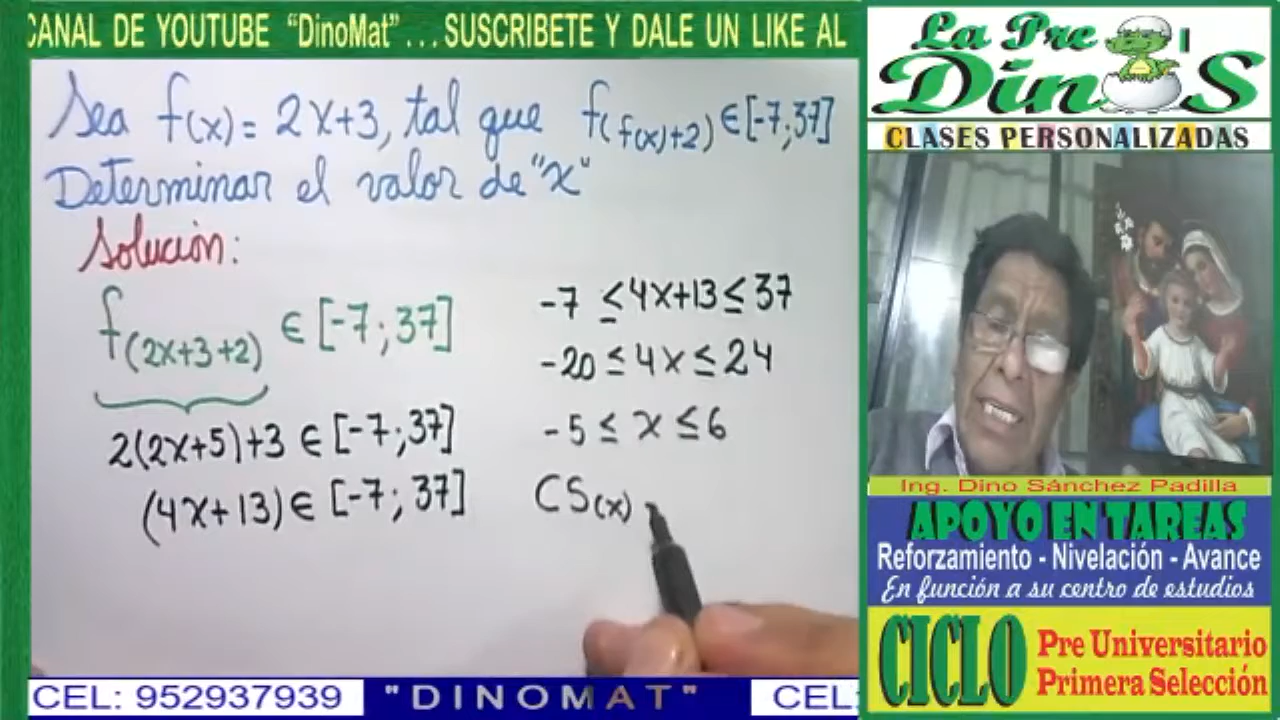 CANAL DE YOUTUBE "DinoMat"...SUSCRIBETE Y DALE UN LIKE AL
Sea f(x) = 2x+3, tal que f(f(x)+2) ∈ [-7;37]
Determinar el valor de "x"
Solución:
f(2x+3+2) ∈ [-7;37]
2(2x+5)+3 ∈ [-7;37]
(4x+13) ∈ [-7;37]
-7 ≤ 4x+13 ≤ 37
-20 ≤ 4x ≤ 24
-5 ≤ x ≤ 6
CS(x)
La Pre
Dino'S
CLASES PERSONALIZADAS
Ing. Dino Sánchez Padilla
APOYO EN TAREAS
Reforzamiento - Nivelación - Avance
En función a su centro de estudios
CICLO
Pre Universitario
Primera Selección
CEL: 952937939 "DINOMAT" CEL: